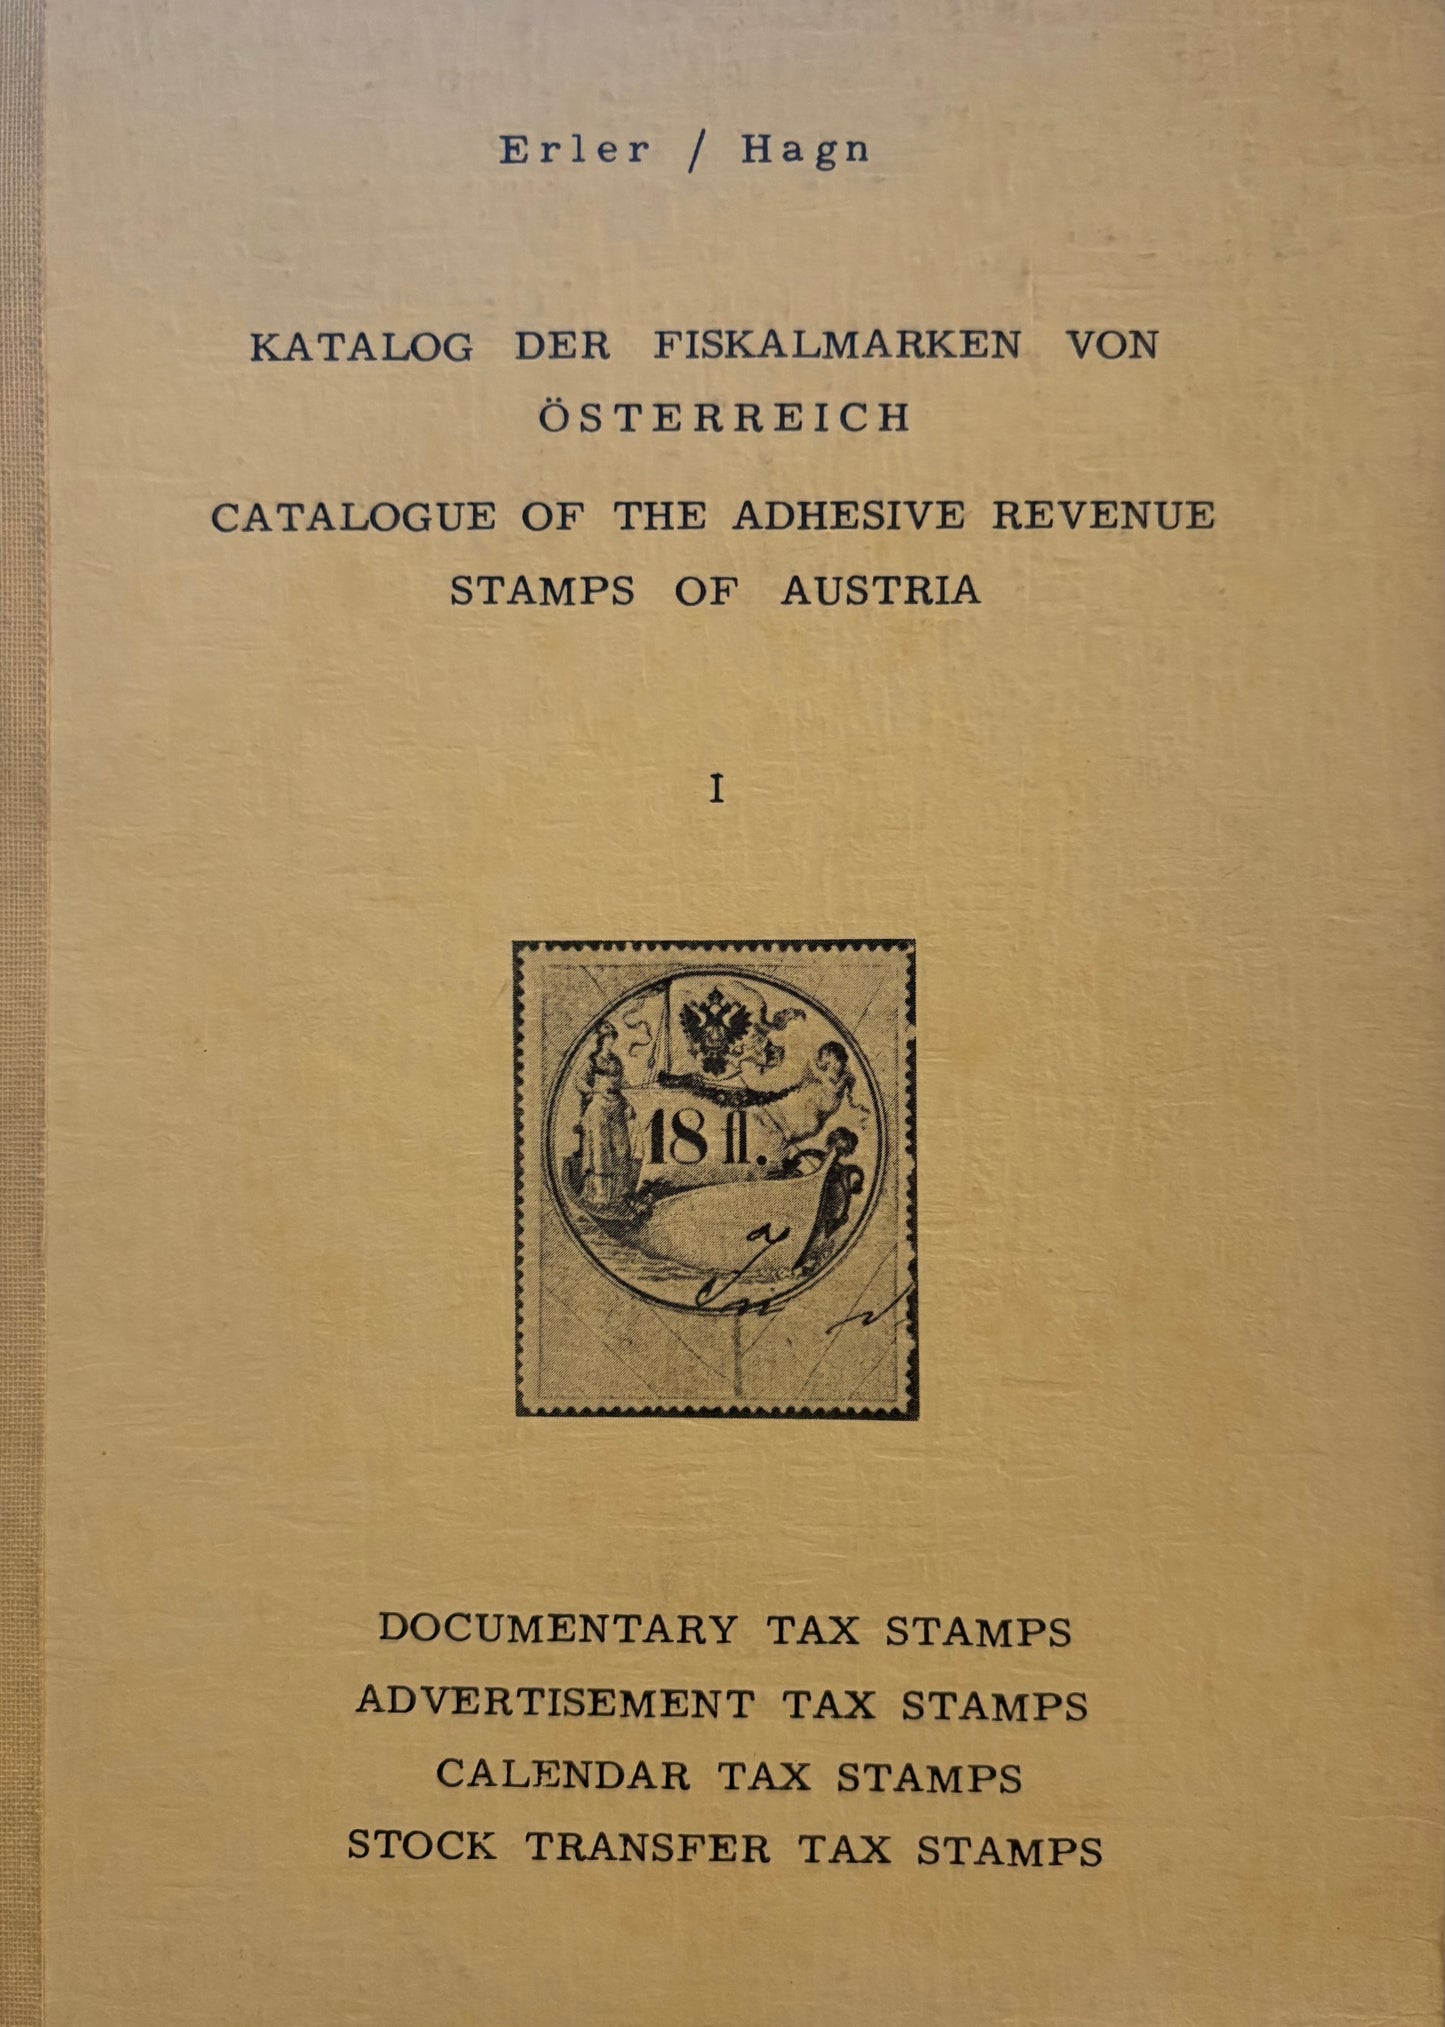 Erler / Hagn
KATALOG DER FISKALMARKEN VON
ÖSTERREICH
CATALOGUE OF THE ADHESIVE REVENUE
STAMPS OF AUSTRIA
I
18 fl.
DOCUMENTARY TAX STAMPS
ADVERTISEMENT TAX STAMPS
CALENDAR TAX STAMPS
STOCK TRANSFER TAX STAMPS